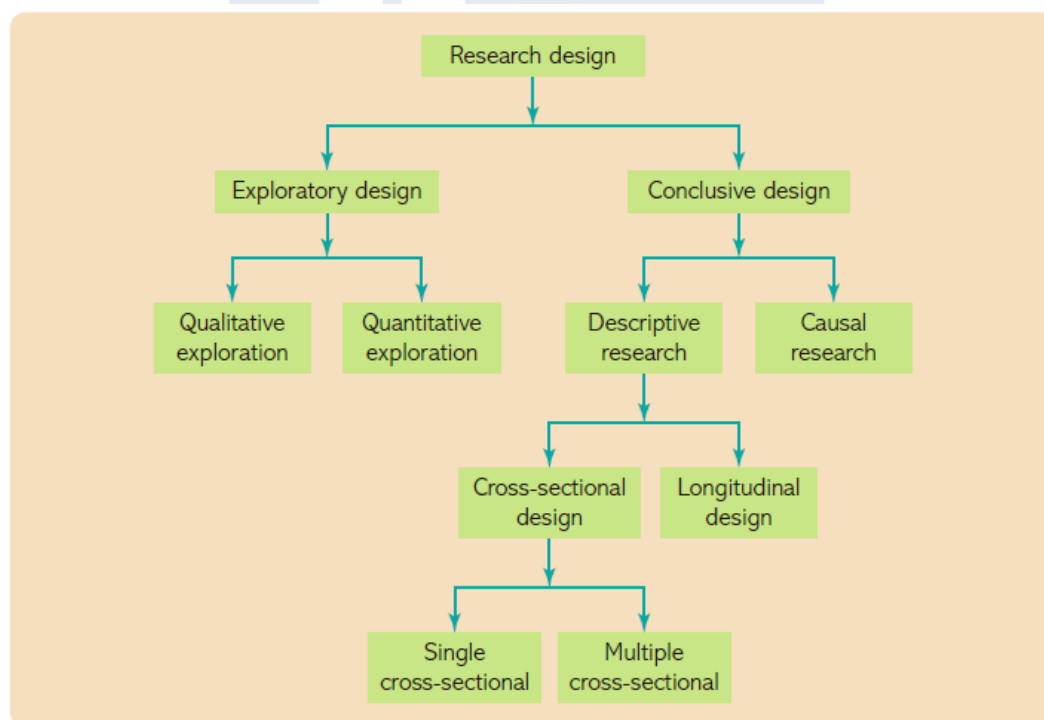 Research design
Exploratory design
Conclusive design
Qualitative
exploration
Quantitative
exploration
Descriptive
research
Causal
research
Cross-sectional
design
Longitudinal
design
Single
cross-sectional
Multiple
cross-sectional